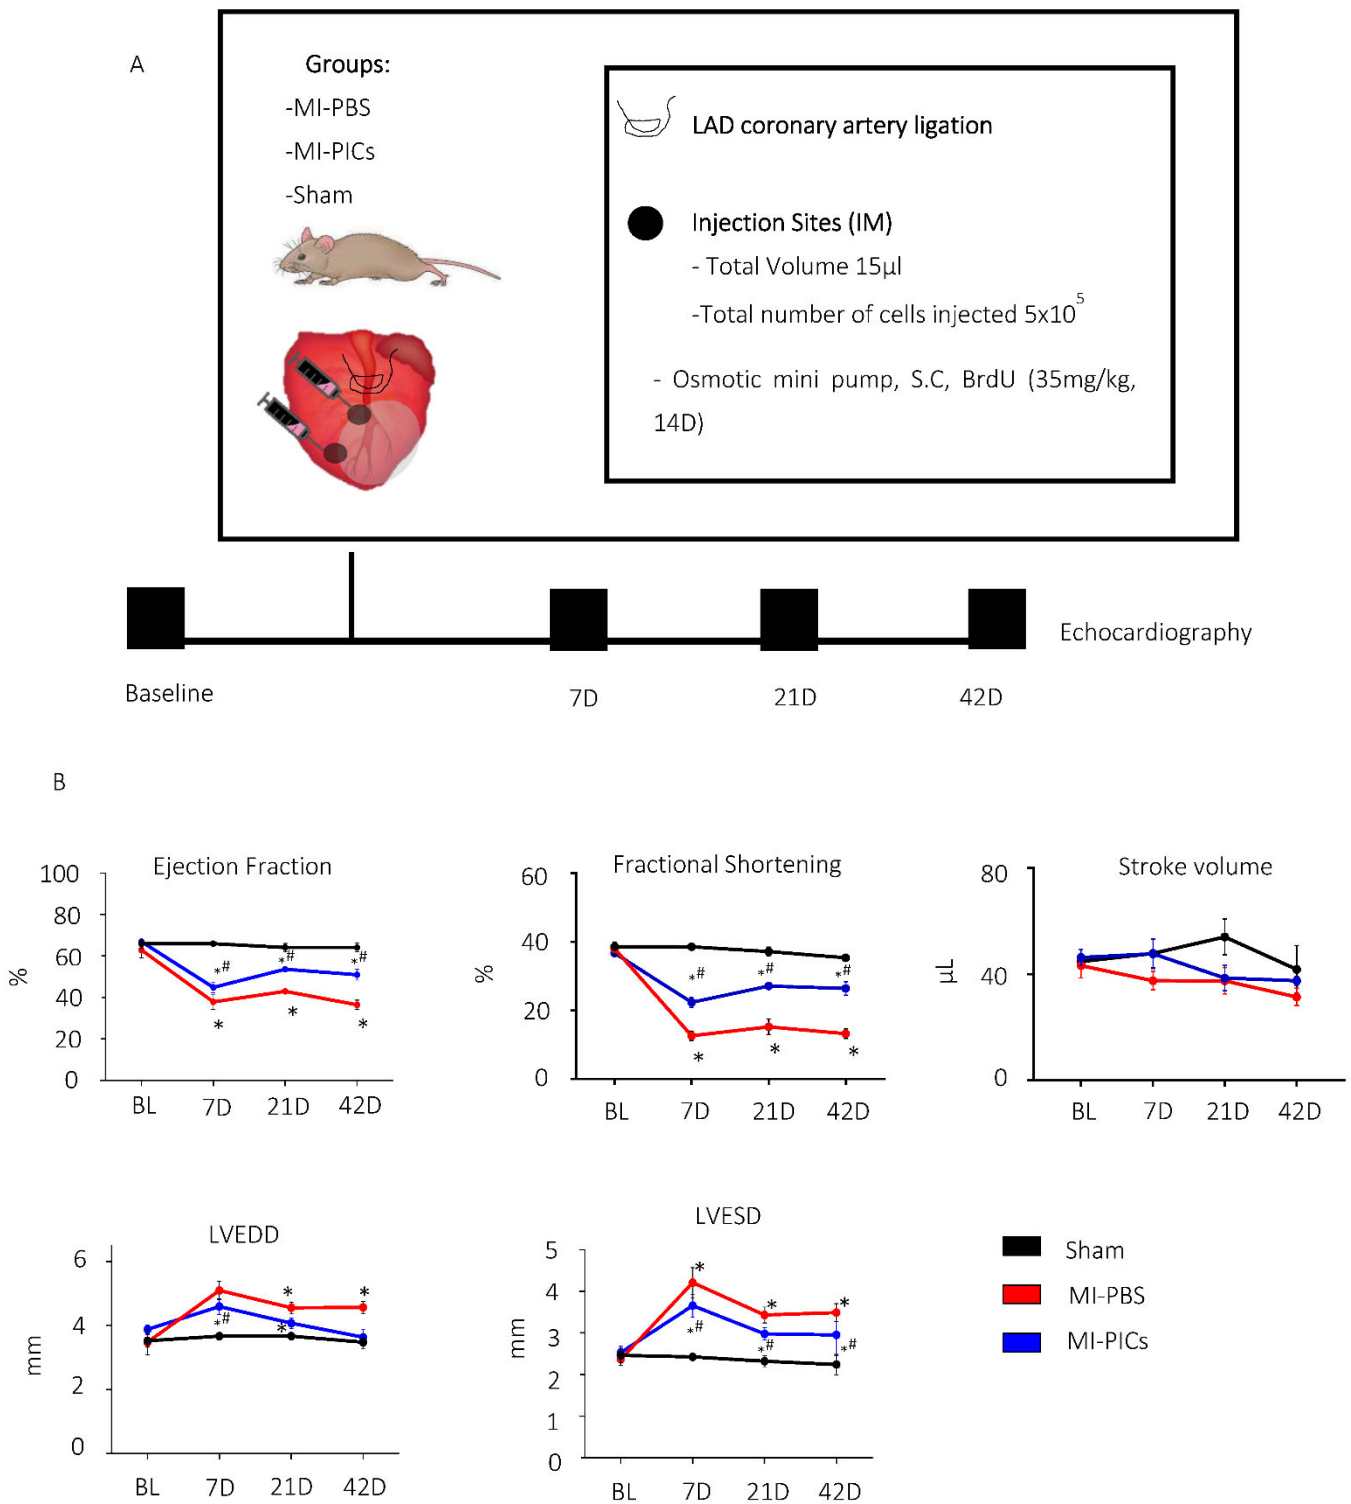 A
Groups:
-MI-PBS
-MI-PICs
-Sham
LAD coronary artery ligation
Injection Sites (IM)
- Total Volume 15µl
-Total number of cells injected 5x10⁵
- Osmotic mini pump, S.C, BrdU (35mg/kg,
14D)
Baseline
7D
21D
42D
Echocardiography
B
Ejection Fraction
%
100
80
60
40
20
0
*#
*#
*#
*
*
*
BL
7D
21D
42D
Fractional Shortening
%
60
40
20
0
*#
*#
*#
*
*
*
BL
7D
21D
42D
Stroke volume
µL
80
40
0
BL
7D
21D
42D
LVEDD
mm
6
4
2
0
*
*
*#
*
BL
7D
21D
42D
LVESD
mm
5
4
3
2
1
0
*
*
*
*#
*#
*#
BL
7D
21D
42D
Sham
MI-PBS
MI-PICs